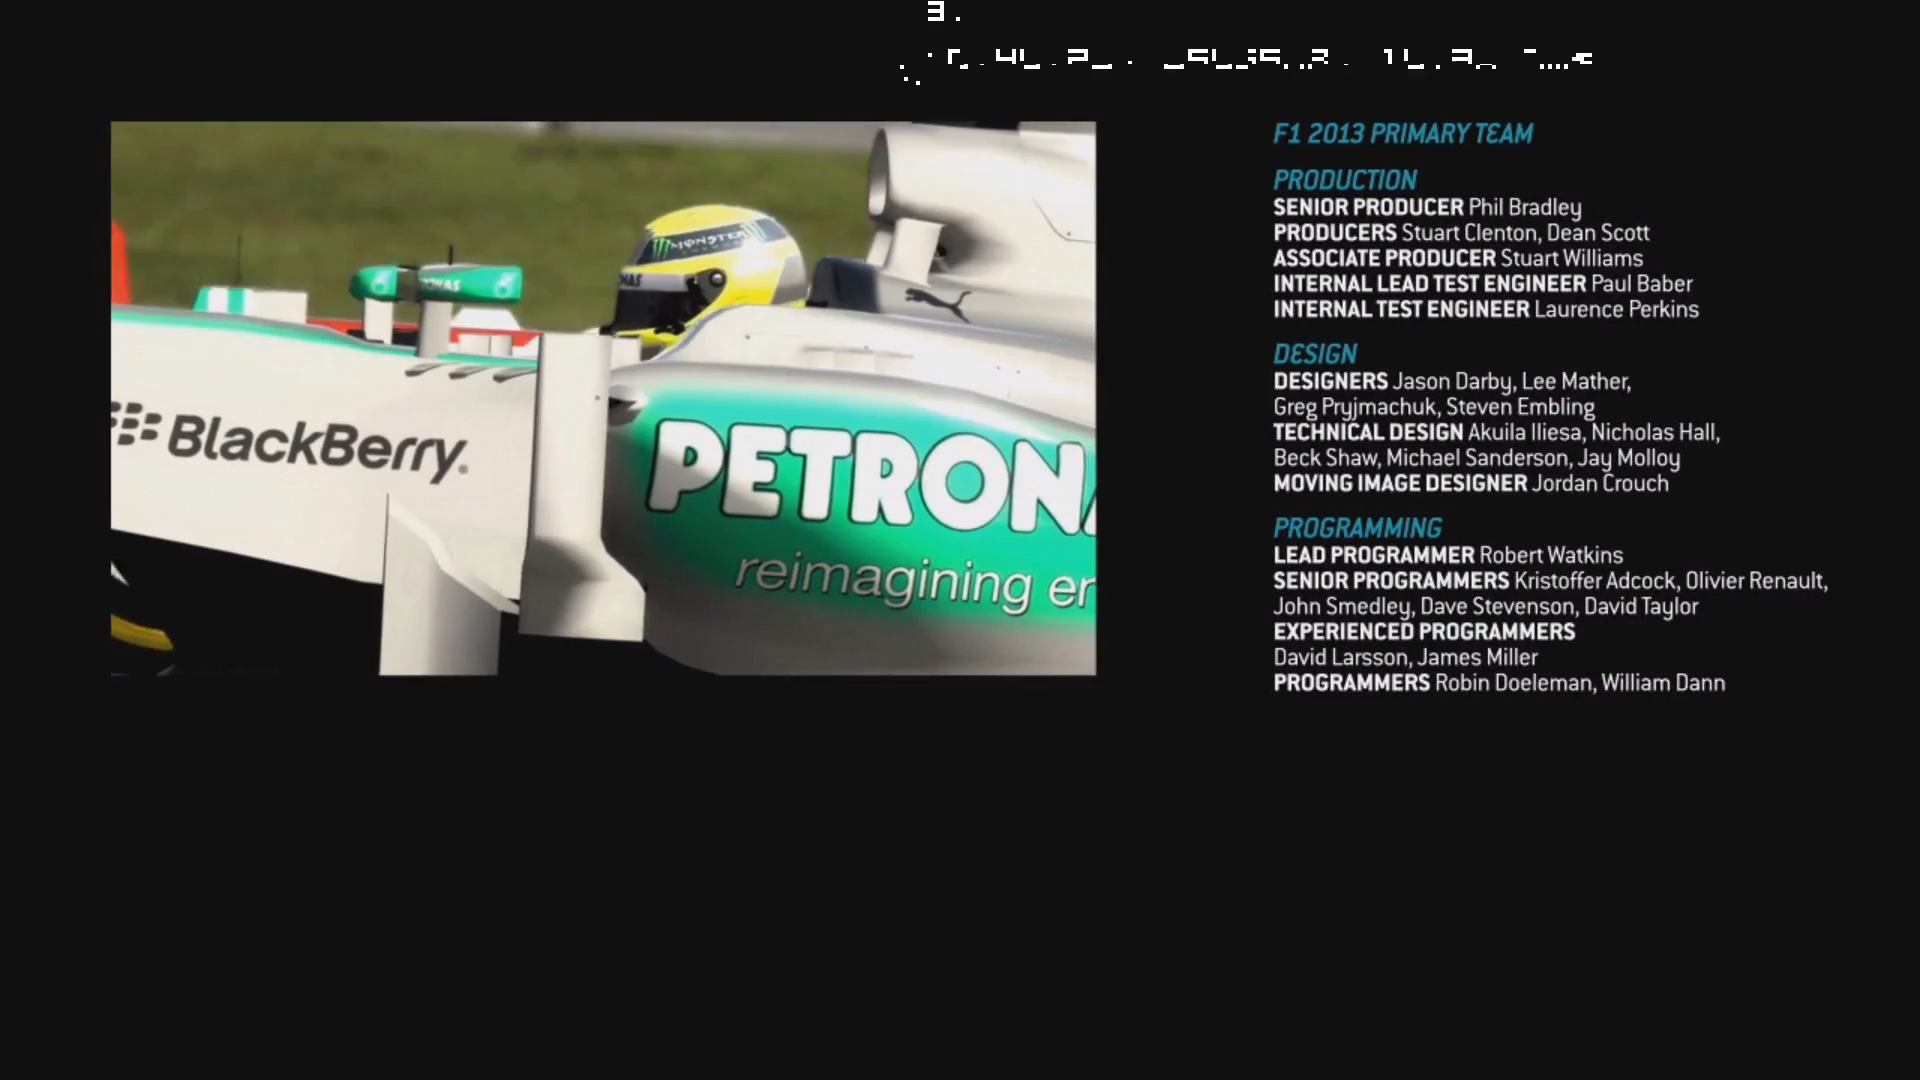 MONSTER
BlackBerry.
PETRONA
reimagining en
F1 2013 PRIMARY TEAM
PRODUCTION
SENIOR PRODUCER Phil Bradley
PRODUCERS Stuart Clenton, Dean Scott
ASSOCIATE PRODUCER Stuart Williams
INTERNAL LEAD TEST ENGINEER Paul Baber
INTERNAL TEST ENGINEER Laurence Perkins
DESIGN
DESIGNERS Jason Darby, Lee Mather,
Greg Pryjmachuk, Steven Embling
TECHNICAL DESIGN Akuila Iliesa, Nicholas Hall,
Beck Shaw, Michael Sanderson, Jay Molloy
MOVING IMAGE DESIGNER Jordan Crouch
PROGRAMMING
LEAD PROGRAMMER Robert Watkins
SENIOR PROGRAMMERS Kristoffer Adcock, Olivier Renault,
John Smedley, Dave Stevenson, David Taylor
EXPERIENCED PROGRAMMERS
David Larsson, James Miller
PROGRAMMERS Robin Doeleman, William Dann